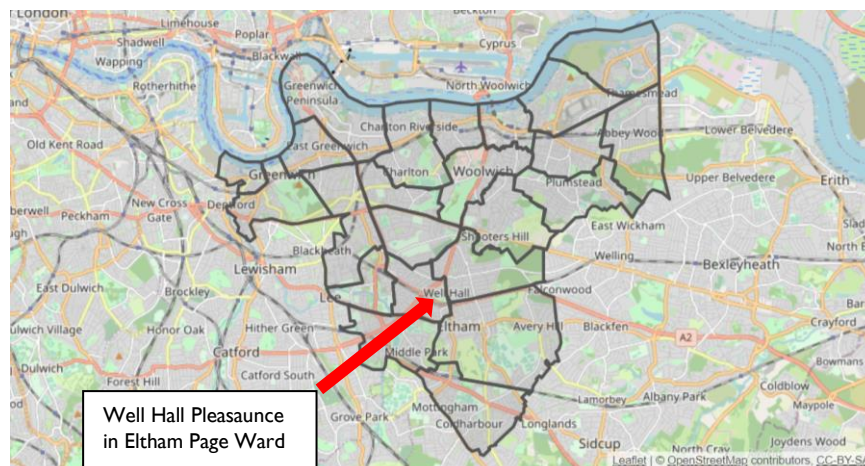 London
Limehouse
Beckton
Poplar
Shadwell
Blackwall
Cyprus
Wapping
Rotherhithe
Greenwich
Peninsula
North Woolwich
Thamesmead
Old Kent Road
Charlton Riverside
Abbey Wood
Lower Belvedere
East Greenwich
Greenwich
Charlton
Woolwich
Plumstead
Upper Belvedere
Erith
Peckham
New Cross
Gate
Deptford
East Wickham
Shooters Hill
Blackheath
Welling
Bexleyheath
Lewisham
East Dulwich
Brockley
Lee
Well Hall
Falconwood
Honor Oak
Hither Green
Eltham
Avery Hill
Blackfen
A2
Crayford
Catford
Middle Park
Dulwich
Bowmans
Forest Hill
Catford South
Coldblow
Lamorbey
Albany Park
Maypole
Grove Park
Mottingham
Coldharbour
Longlands
Joydens Wood
Sidcup
North Cray
Well Hall Pleasaunce
in Eltham Page Ward
Leaflet | © OpenStreetMap contributors, CC-BY-SA